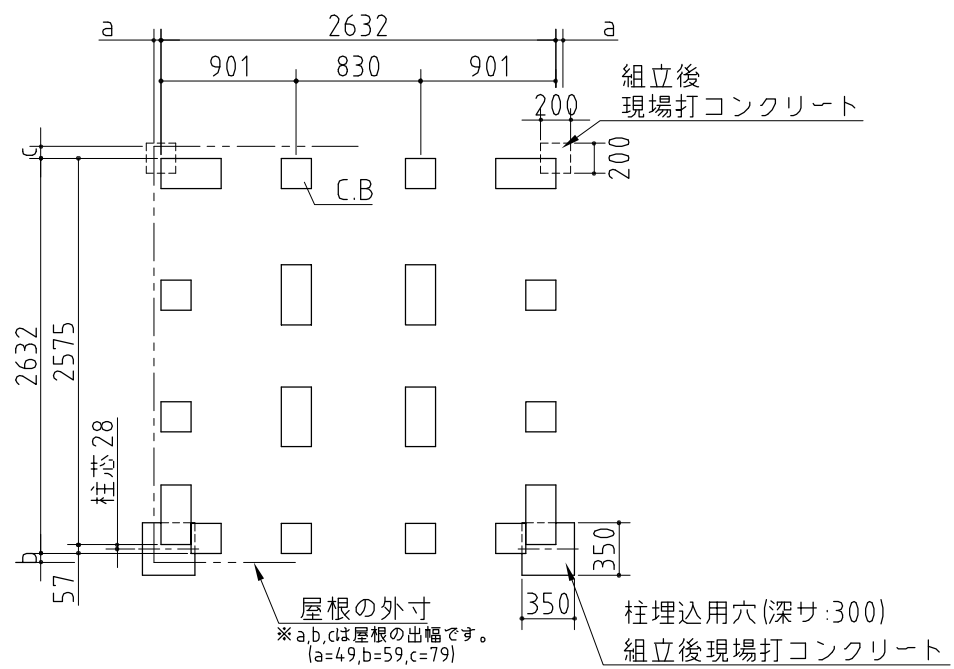 a
2632
a
901
830
901
組立後
現場打コンクリート
200
200
c
C.B
2632
2575
柱芯 28
b
57
350
350
屋根の外寸
※a,b,cは屋根の出幅です。
(a=49,b=59,c=79)
柱埋込用穴(深サ:300)
組立後現場打コンクリート